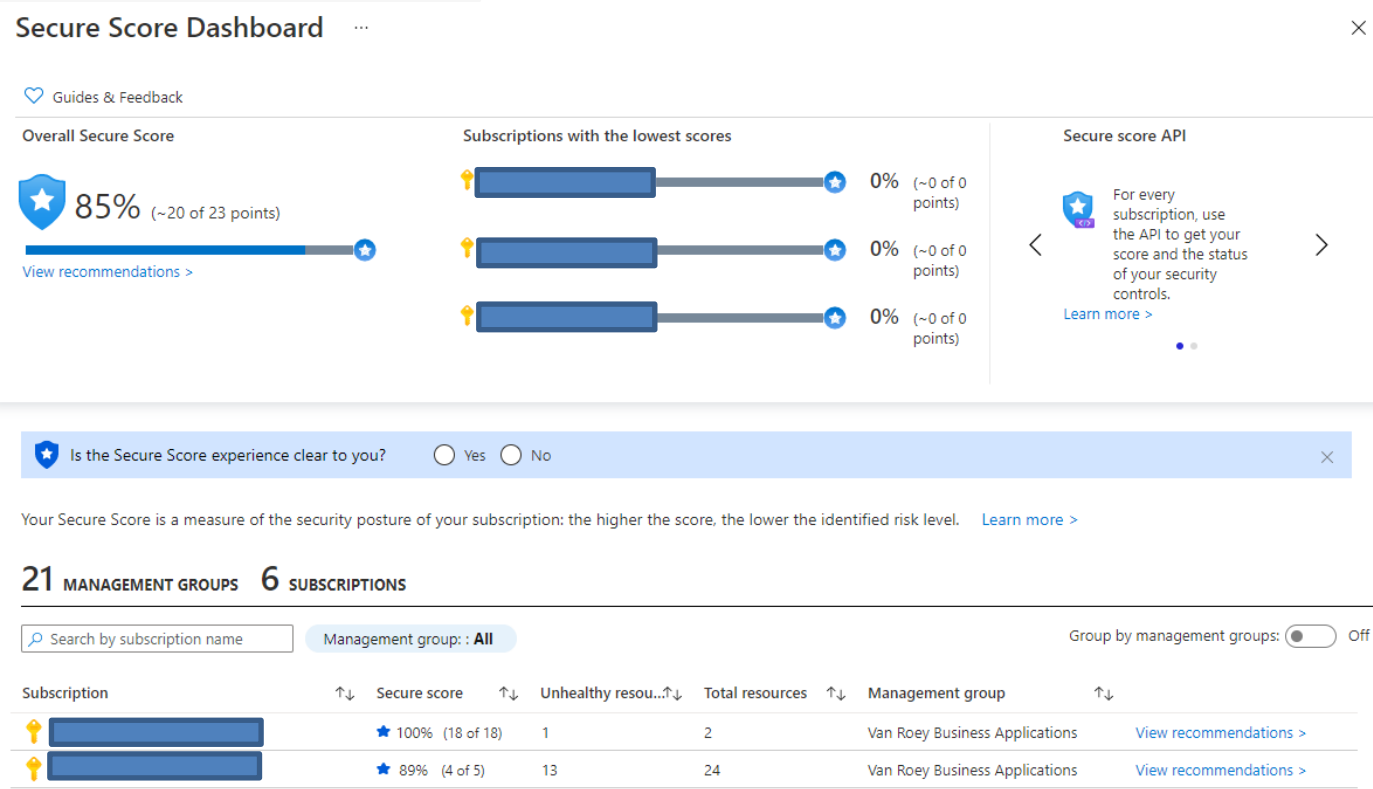 Secure Score Dashboard ...
Guides & Feedback
Overall Secure Score
85% (~20 of 23 points)
View recommendations >
Subscriptions with the lowest scores
0% (~0 of 0
points)
0% (~0 of 0
points)
0% (~0 of 0
points)
Secure score API
For every
subscription, use
the API to get your
score and the status
of your security
controls.
Learn more >
Is the Secure Score experience clear to you? Yes No
Your Secure Score is a measure of the security posture of your subscription: the higher the score, the lower the identified risk level. Learn more >
21 MANAGEMENT GROUPS 6 SUBSCRIPTIONS
Search by subscription name Management group: : All Group by management groups: Off
Subscription Secure score Unhealthy resou... Total resources Management group
100% (18 of 18) 1 2 Van Roey Business Applications View recommendations >
89% (4 of 5) 13 24 Van Roey Business Applications View recommendations >